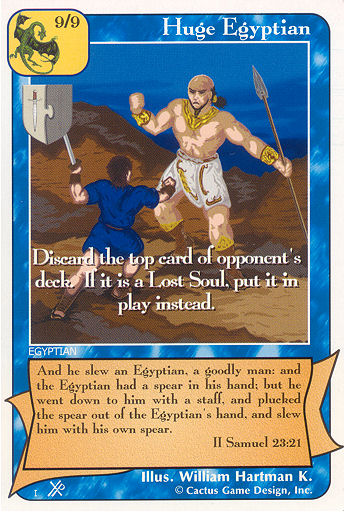 9/9
Huge Egyptian
Discard the top card of opponent's
deck. If it is a Lost Soul, put it in
play instead.
EGYPTIAN
And he slew an Egyptian, a goodly man: and
the Egyptian had a spear in his hand; but he
went down to him with a staff, and plucked
the spear out of the Egyptian's hand, and slew
him with his own spear.
II Samuel 23:21
Illus. William Hartman K.
© Cactus Game Design, Inc.